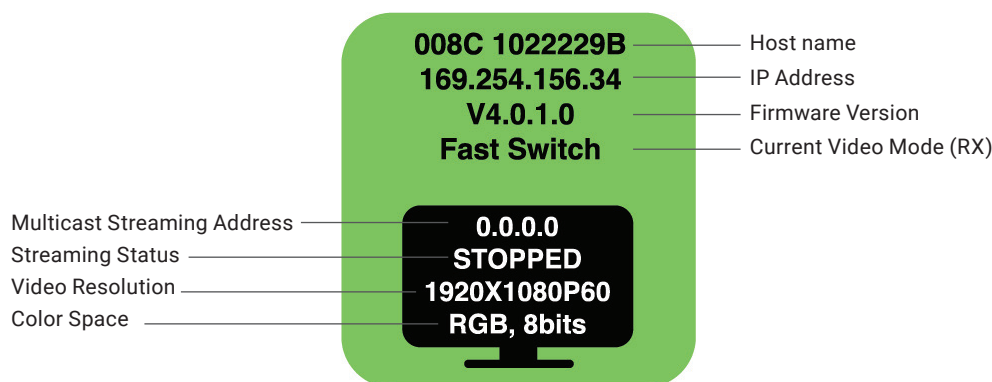 008C 1022229B
Host name
169.254.156.34
IP Address
V4.0.1.0
Firmware Version
Fast Switch
Current Video Mode (RX)
Multicast Streaming Address
0.0.0.0
Streaming Status
STOPPED
Video Resolution
1920X1080P60
Color Space
RGB, 8bits